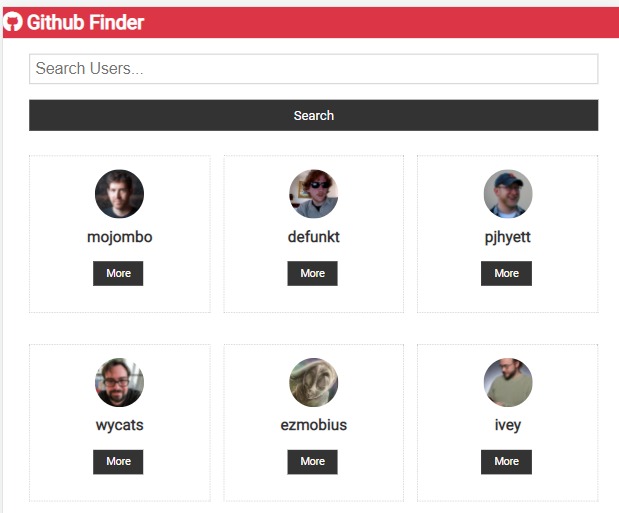 Github Finder
Search Users...
Search
mojombo
defunkt
pjhyett
More
More
More
wycats
ezmobius
ivey
More
More
More